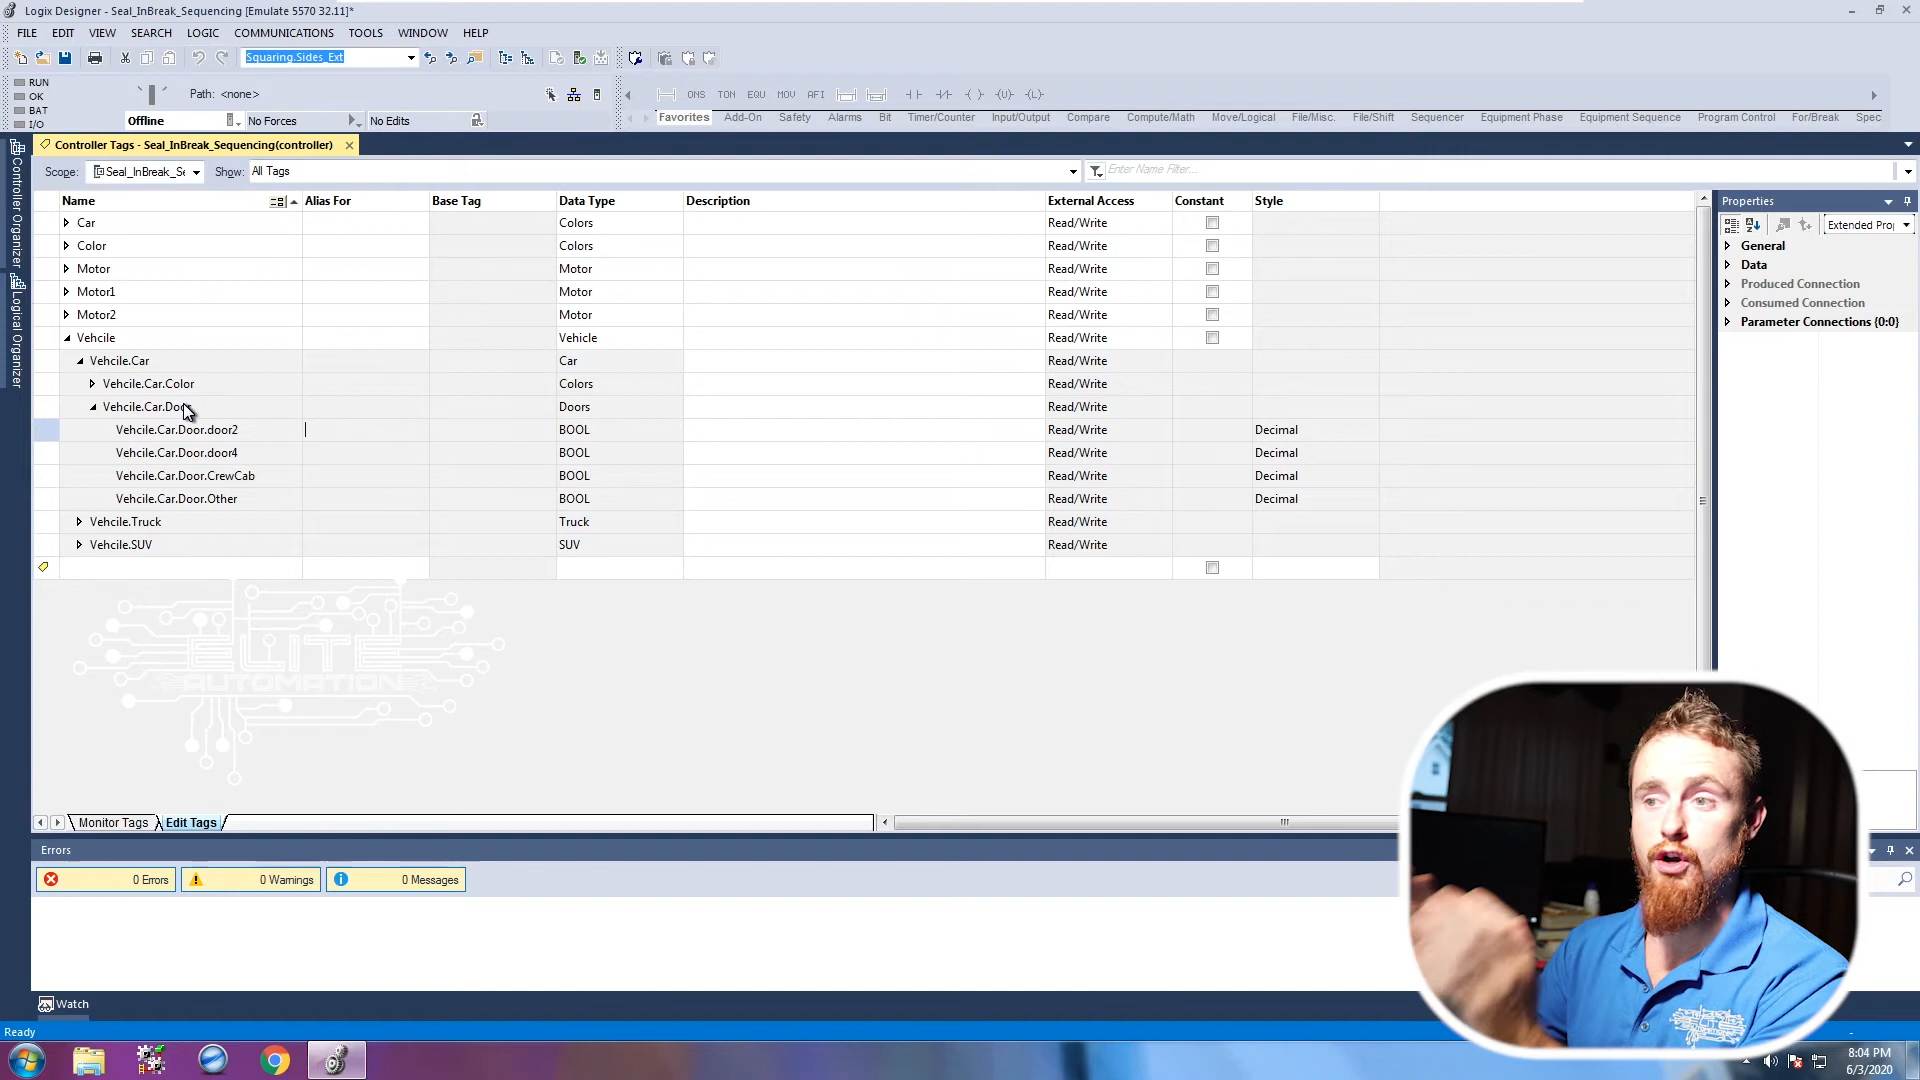 Logix Designer - Seal_InBreak_Sequencing [Emulate 5570 32.11]*
FILE EDIT VIEW SEARCH LOGIC COMMUNICATIONS TOOLS WINDOW HELP
Squaring.Sides_Ext
RUN
OK
BAT
I/O
Path: <none>
Offline No Forces No Edits
ONS TON EQU MOV AFI
Favorites Add-On Safety Alarms Bit Timer/Counter Input/Output Compare Compute/Math Move/Logical File/Misc. File/Shift Sequencer Equipment Phase Equipment Sequence Program Control For/Break Spec
Controller Organizer
Logical Organizer
Controller Tags - Seal_InBreak_Sequencing(controller)
Scope: Seal_InBreak_Se Show: All Tags Enter Name Filter...
Name Alias For Base Tag Data Type Description External Access Constant Style
Car Colors Read/Write
Color Colors Read/Write
Motor Motor Read/Write
Motor1 Motor Read/Write
Motor2 Motor Read/Write
Vehcile Vehicle Read/Write
Vehcile.Car Car Read/Write
Vehcile.Car.Color Colors Read/Write
Vehcile.Car.Door Doors Read/Write
Vehcile.Car.Door.door2 BOOL Read/Write Decimal
Vehcile.Car.Door.door4 BOOL Read/Write Decimal
Vehcile.Car.Door.CrewCab BOOL Read/Write Decimal
Vehcile.Car.Door.Other BOOL Read/Write Decimal
Vehcile.Truck Truck Read/Write
Vehcile.SUV SUV Read/Write
Properties
Extended Prop
General
Data
Produced Connection
Consumed Connection
Parameter Connections {0:0}
ELITE
AUTOMATION
Monitor Tags Edit Tags
Errors
0 Errors 0 Warnings 0 Messages
Watch
Ready
ELITE
8:04 PM
6/3/2020